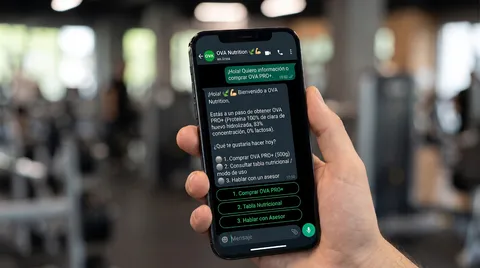 OVA
OVA Nutrition 🌿💪
¡Hola! Quiero información o
comprar OVA PRO+
¡Hola! 🌿💪 Bienvenido a OVA
Nutrition.
Estás a un paso de obtener OVA
PRO+ (Proteína 100% de clara de
huevo hidrolizada, 83%
concentración, 0% lactosa).
¿Qué te gustaría hacer hoy?
1. Comprar OVA PRO+ (500g)
2. Consultar tabla nutricional /
modo de uso
3. Hablar con un asesor
1. Comprar OVA PRO+
2. Tabla Nutricional
3. Hablar con Asesor
Mensaje